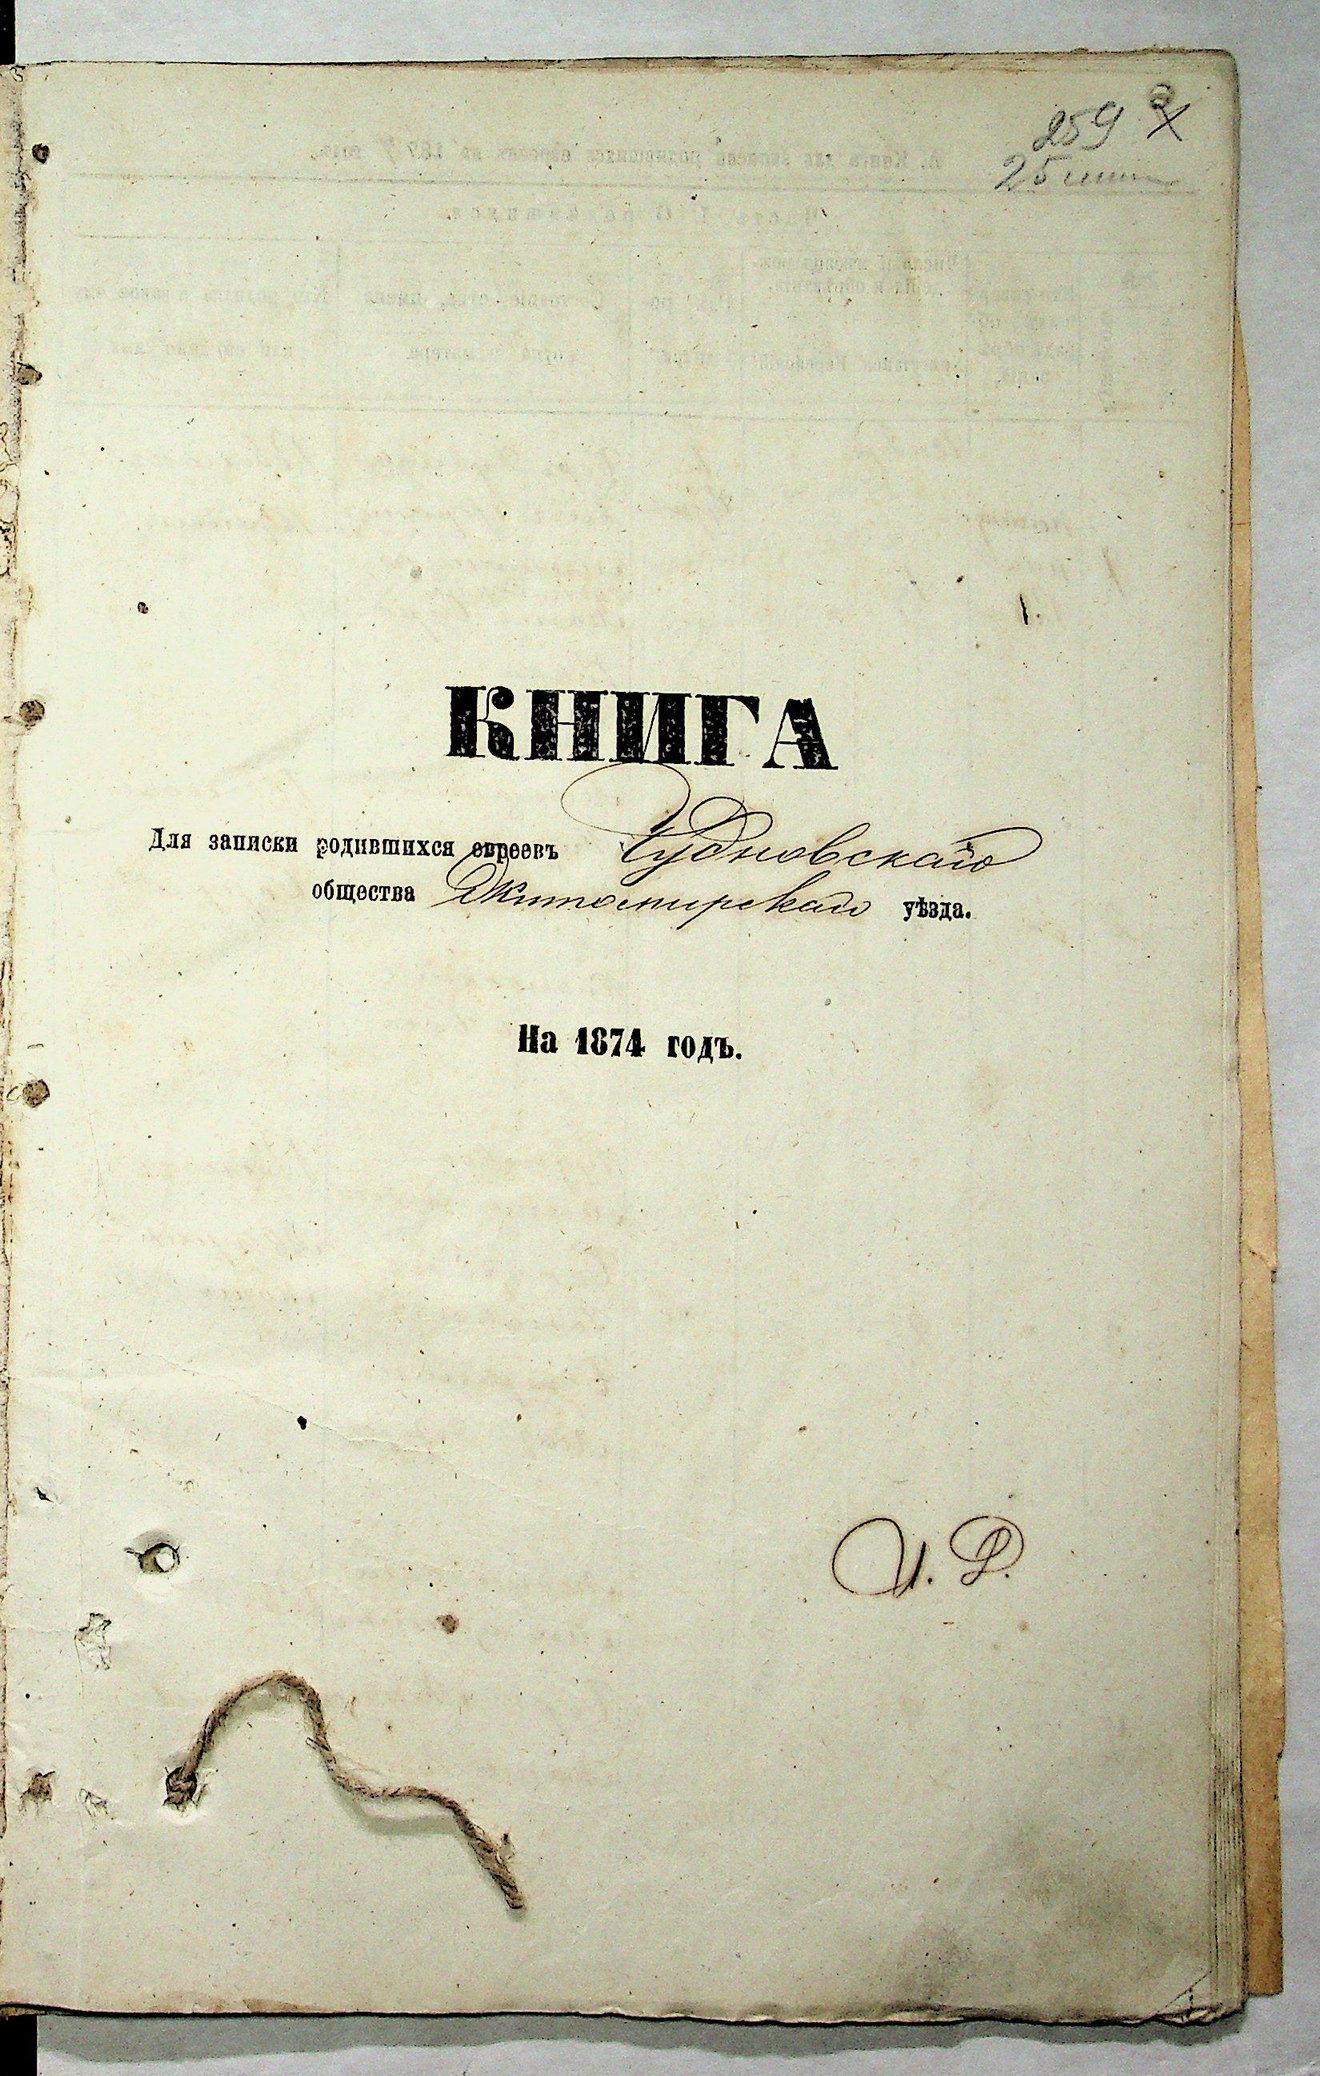 259
25
КНИГА
Для записки родившихся евреевъ Чудновскаго
общества Житомирскаго уѣзда.
На 1874 годъ.
И. Р.